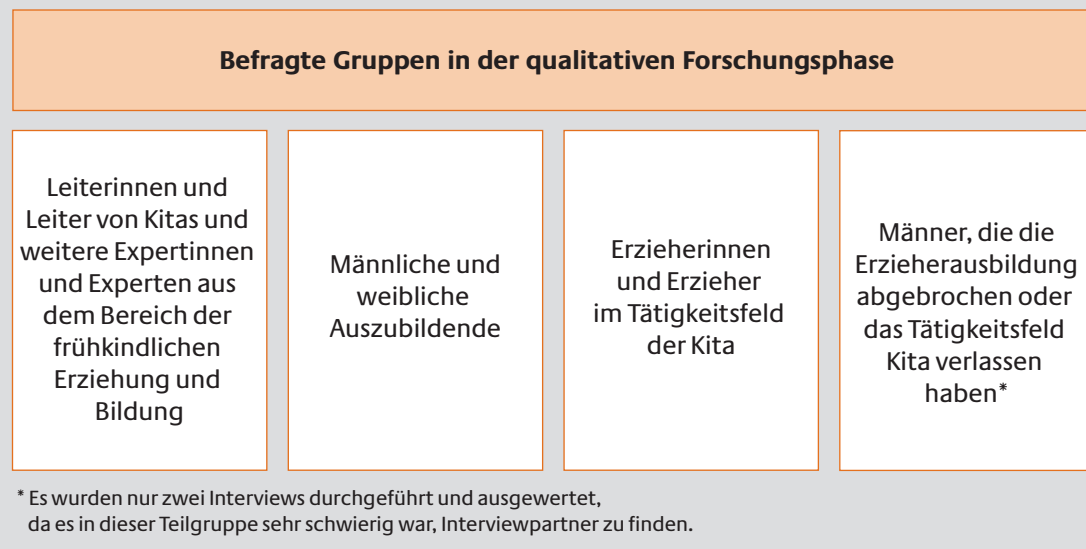 Befragte Gruppen in der qualitativen Forschungsphase
Leiterinnen und
Leiter von Kitas und
weitere Expertinnen
und Experten aus
dem Bereich der
frühkindlichen
Erziehung und
Bildung
Männliche und
weibliche
Auszubildende
Erzieherinnen
und Erzieher
im Tätigkeitsfeld
der Kita
Männer, die die
Erzieherausbildung
abgebrochen oder
das Tätigkeitsfeld
Kita verlassen
haben*
* Es wurden nur zwei Interviews durchgeführt und ausgewertet,
da es in dieser Teilgruppe sehr schwierig war, Interviewpartner zu finden.